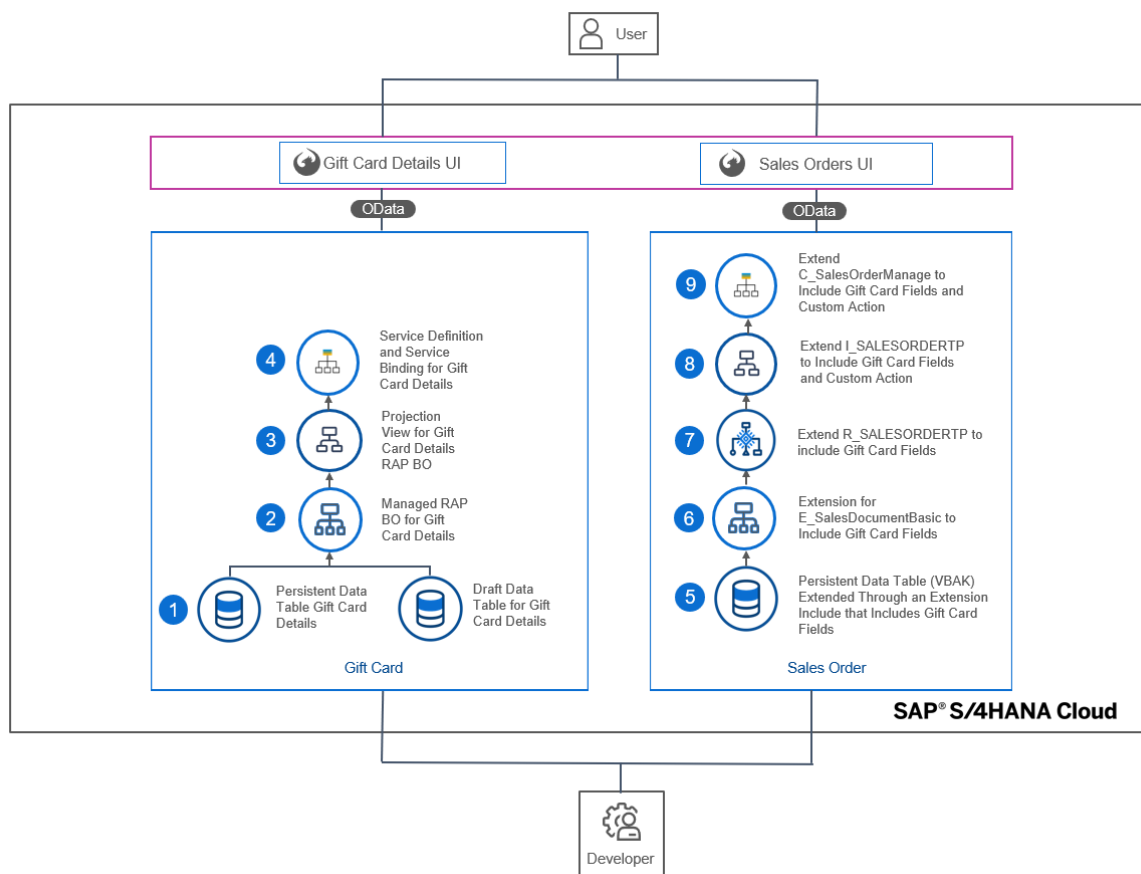 User
Gift Card Details UI
Sales Orders UI
OData
OData
4
Service Definition
and Service
Binding for Gift
Card Details
3
Projection
View for Gift
Card Details
RAP BO
2
Managed RAP
BO for Gift
Card Details
1
Persistent Data
Table Gift Card
Details
Draft Data
Table for Gift
Card Details
Gift Card
9
Extend
C_SalesOrderManage to
Include Gift Card Fields and
Custom Action
8
Extend I_SALESORDERTP
to Include Gift Card Fields
and Custom Action
7
Extend R_SALESORDERTP to
include Gift Card Fields
6
Extension for
E_SalesDocumentBasic to
Include Gift Card Fields
5
Persistent Data Table (VBAK)
Extended Through an Extension
Include that Includes Gift Card
Fields
Sales Order
SAP® S/4HANA Cloud
Developer